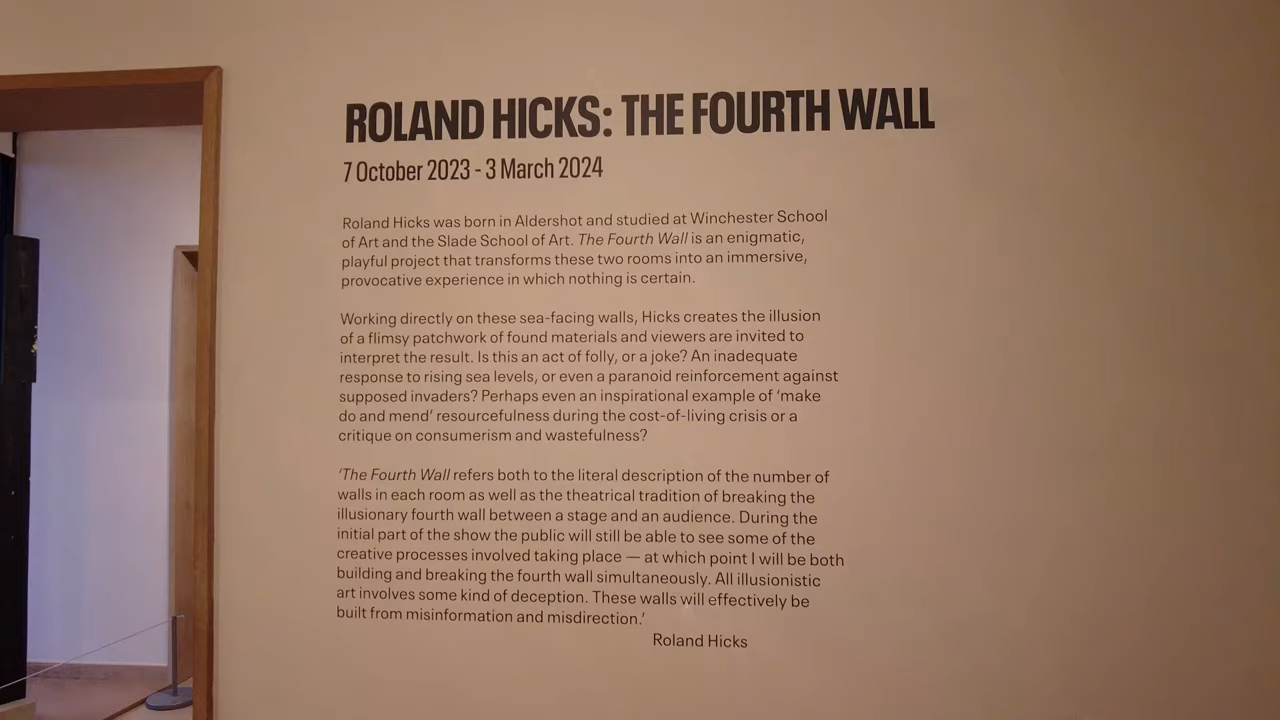 ROLAND HICKS: THE FOURTH WALL
7 October 2023 - 3 March 2024
Roland Hicks was born in Aldershot and studied at Winchester School
of Art and the Slade School of Art. The Fourth Wall is an enigmatic,
playful project that transforms these two rooms into an immersive,
provocative experience in which nothing is certain.
Working directly on these sea-facing walls, Hicks creates the illusion
of a flimsy patchwork of found materials and viewers are invited to
interpret the result. Is this an act of folly, or a joke? An inadequate
response to rising sea levels, or even a paranoid reinforcement against
supposed invaders? Perhaps even an inspirational example of ‘make
do and mend’ resourcefulness during the cost-of-living crisis or a
critique on consumerism and wastefulness?
‘The Fourth Wall refers both to the literal description of the number of
walls in each room as well as the theatrical tradition of breaking the
illusionary fourth wall between a stage and an audience. During the
initial part of the show the public will still be able to see some of the
creative processes involved taking place — at which point I will be both
building and breaking the fourth wall simultaneously. All illusionistic
art involves some kind of deception. These walls will effectively be
built from misinformation and misdirection.’
Roland Hicks